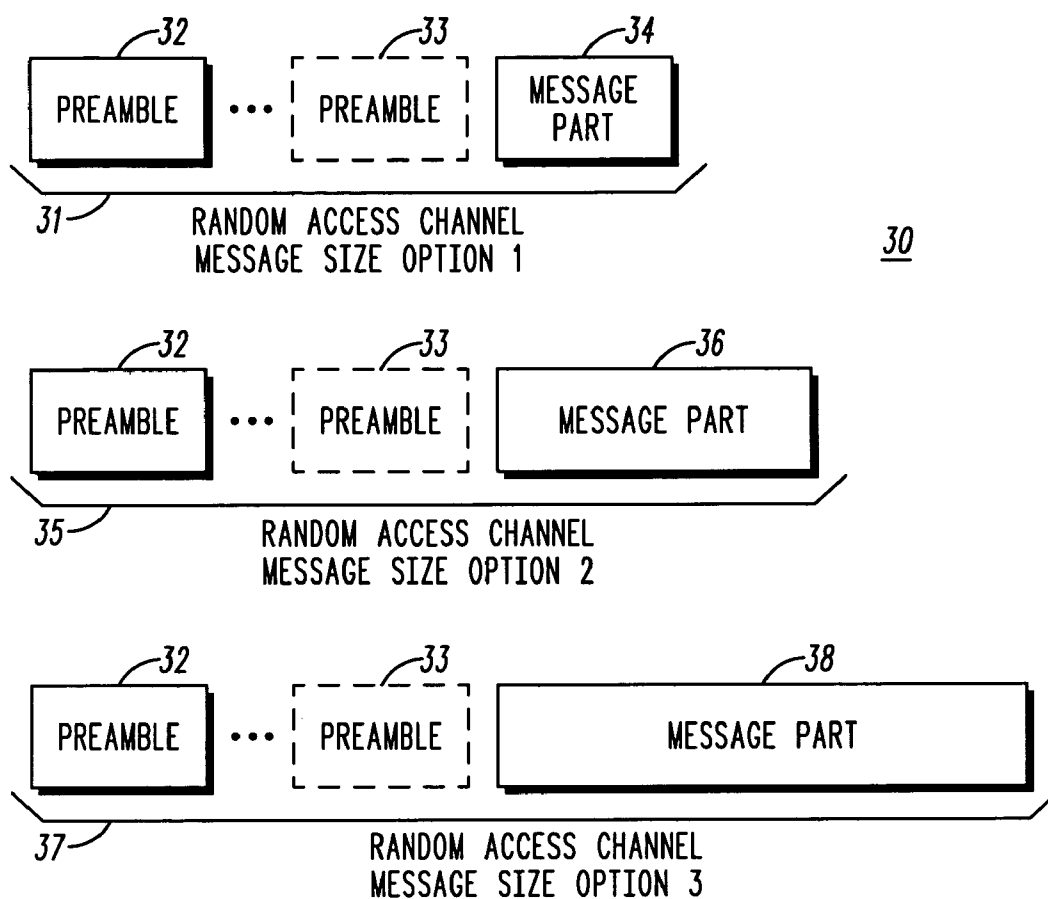 32 33 34
PREAMBLE ••• PREAMBLE MESSAGE PART
31
RANDOM ACCESS CHANNEL
MESSAGE SIZE OPTION 1
30
32 33 36
PREAMBLE ••• PREAMBLE MESSAGE PART
35
RANDOM ACCESS CHANNEL
MESSAGE SIZE OPTION 2
32 33 38
PREAMBLE ••• PREAMBLE MESSAGE PART
37
RANDOM ACCESS CHANNEL
MESSAGE SIZE OPTION 3